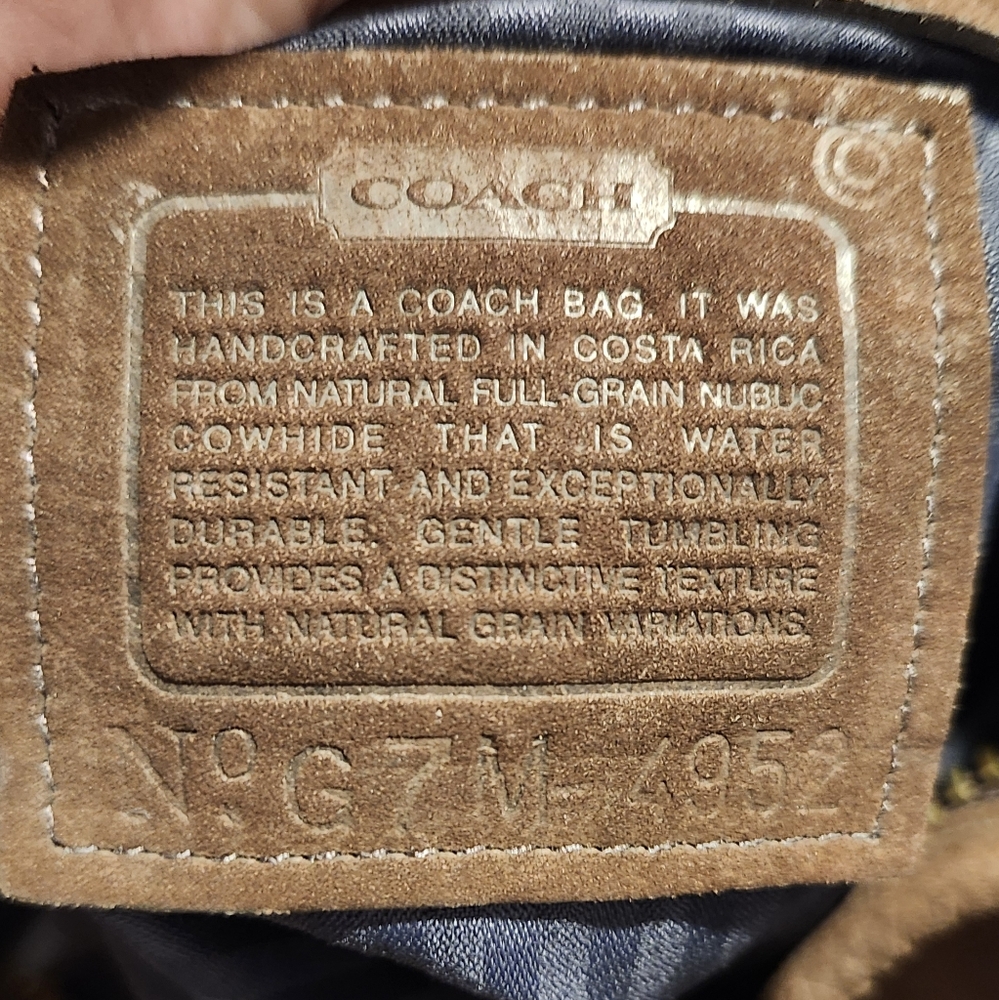 COACH
©
THIS IS A COACH BAG. IT WAS
HANDCRAFTED IN COSTA RICA
FROM NATURAL FULL-GRAIN NUBUC
COWHIDE THAT IS WATER
RESISTANT AND EXCEPTIONALLY
DURABLE. GENTLE TUMBLING
PROVIDES A DISTINCTIVE TEXTURE
WITH NATURAL GRAIN VARIATIONS.
Nº G7M-4952